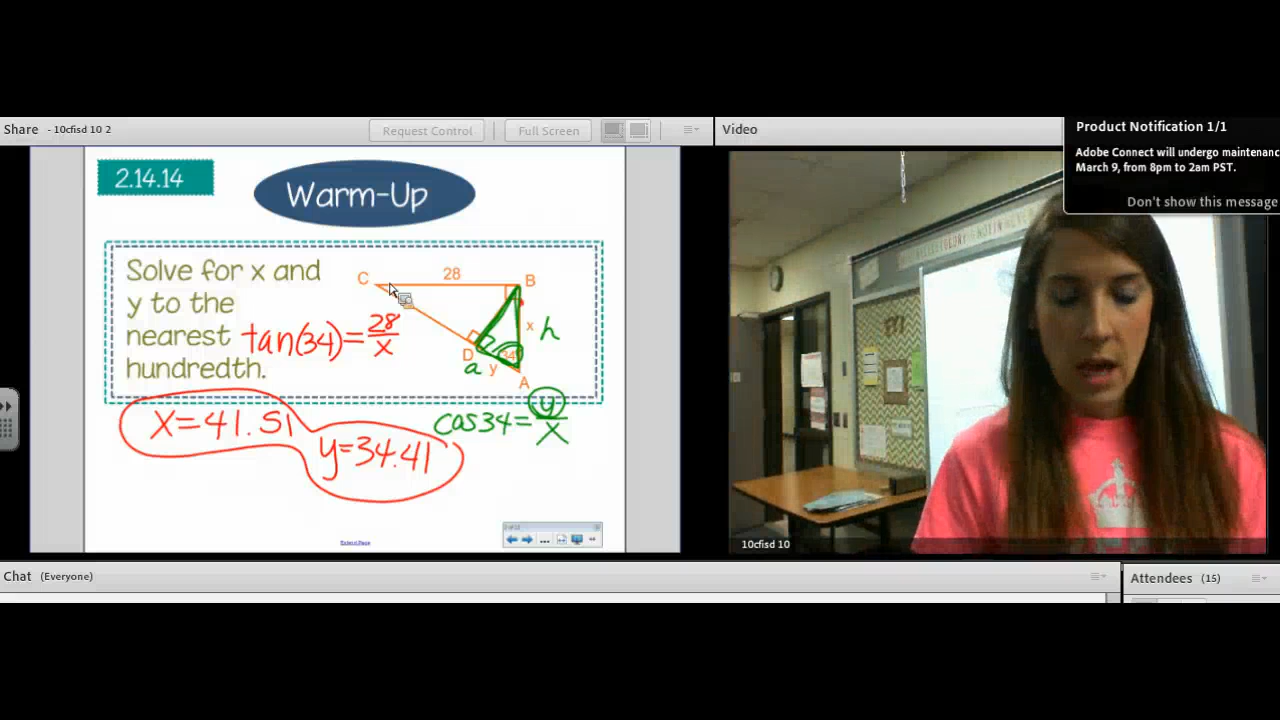 Share - 10cfisd 10 2
Request Control
Full Screen
Video
Product Notification 1/1
Adobe Connect will undergo maintenanc
March 9, from 8pm to 2am PST.
Don't show this message
2.14.14
Warm-Up
Solve for x and
y to the
nearest
hundredth.
tan(34)=28/x
C
28
B
x
h
D
34
a
y
A
cos34=y/x
x=41.51
y=34.41
Extend Page
10cfisd 10
Chat (Everyone)
Attendees (15)